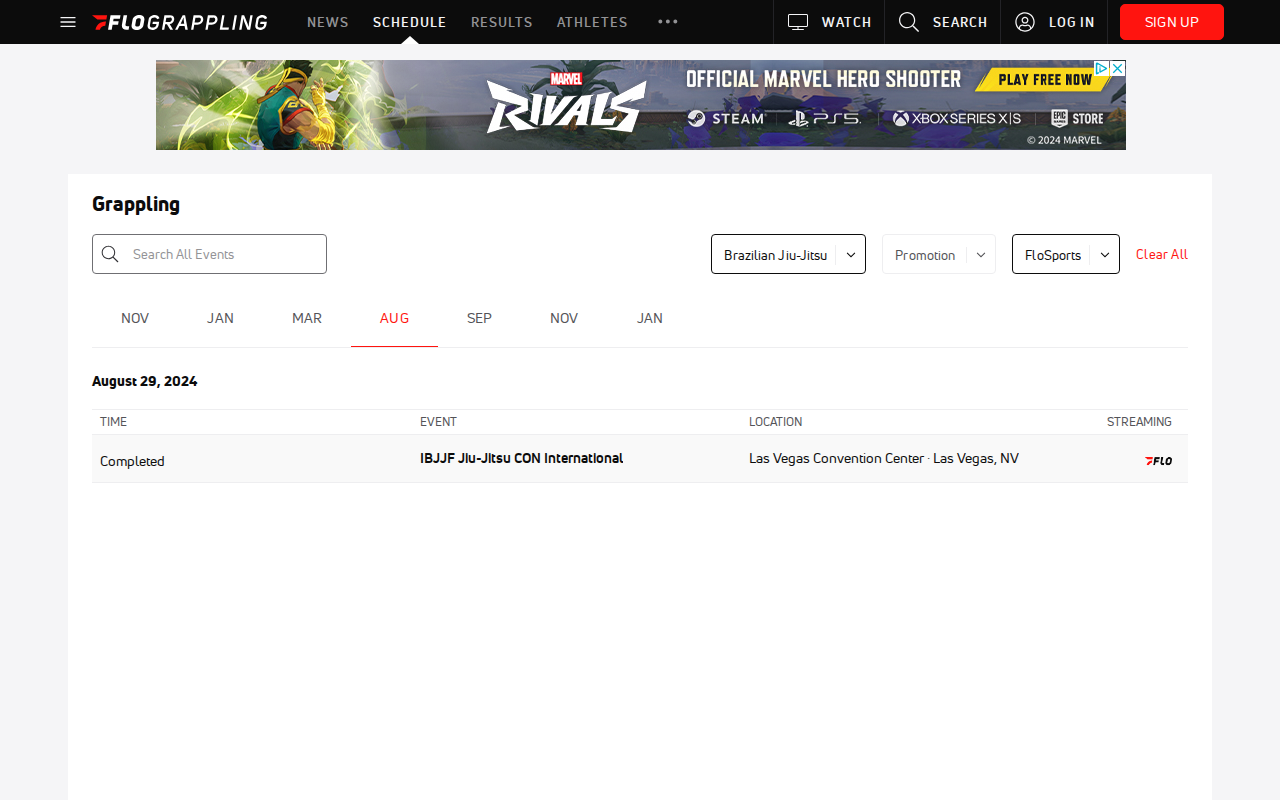 FLOGRAPPLING NEWS SCHEDULE RESULTS ATHLETES ••• WATCH SEARCH LOG IN SIGN UP
MARVEL RIVALS
OFFICIAL MARVEL HERO SHOOTER PLAY FREE NOW
STEAM PS5 XBOX SERIES X|S EPIC GAMES STORE
© 2024 MARVEL
Grappling
Search All Events Brazilian Jiu-Jitsu Promotion FloSports Clear All
NOV JAN MAR AUG SEP NOV JAN
August 29, 2024
TIME EVENT LOCATION STREAMING
Completed IBJJF Jiu-Jitsu CON International Las Vegas Convention Center · Las Vegas, NV FLO